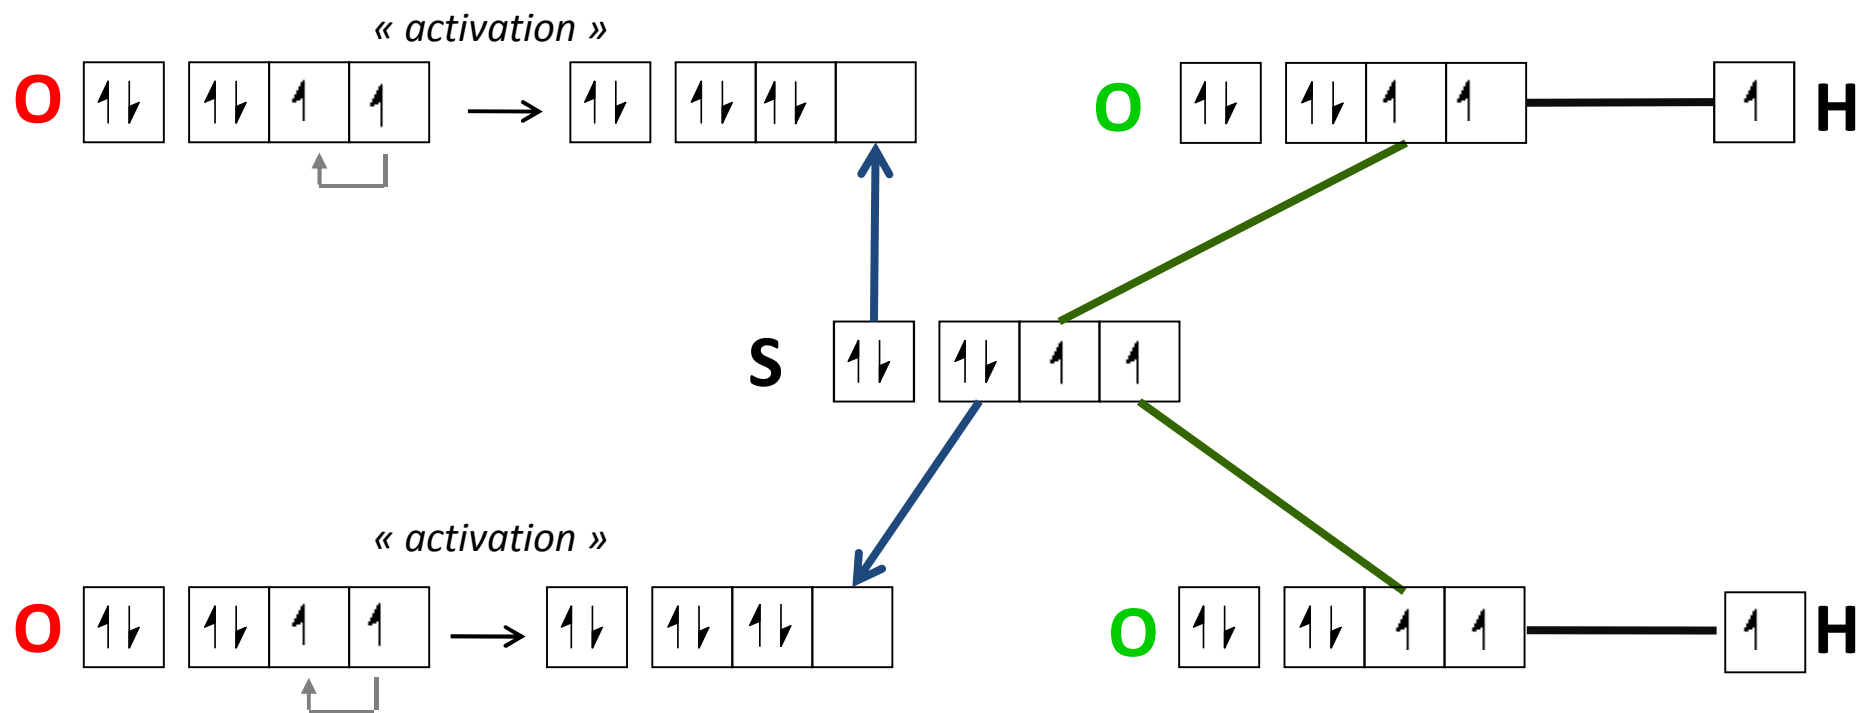 « activation »
O
O
H
S
« activation »
O
O
H